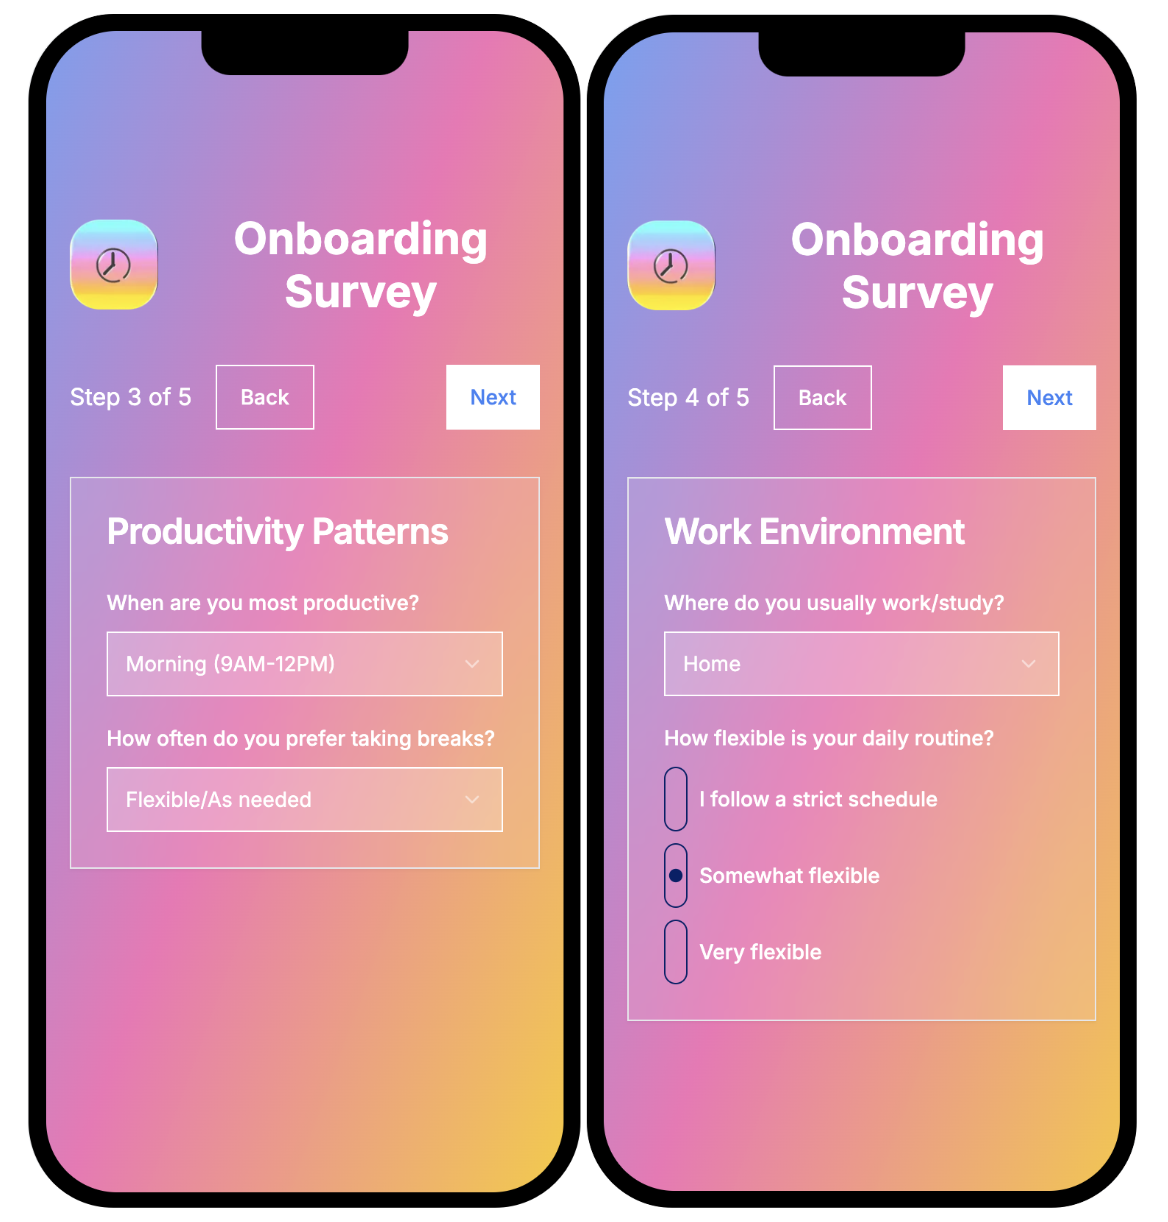 Onboarding
Survey
Step 3 of 5
Back
Next
Productivity Patterns
When are you most productive?
Morning (9AM-12PM)
How often do you prefer taking breaks?
Flexible/As needed
Onboarding
Survey
Step 4 of 5
Back
Next
Work Environment
Where do you usually work/study?
Home
How flexible is your daily routine?
I follow a strict schedule
Somewhat flexible
Very flexible